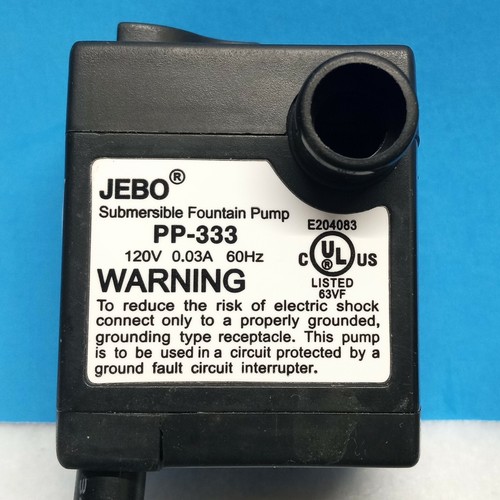 JEBO®
Submersible Fountain Pump
PP-333
120V 0.03A 60Hz
E204083
C UL US
®
LISTED
63VF
WARNING
To reduce the risk of electric shock
connect only to a properly grounded,
grounding type receptacle. This pump
is to be used in a circuit protected by a
ground fault circuit interrupter.